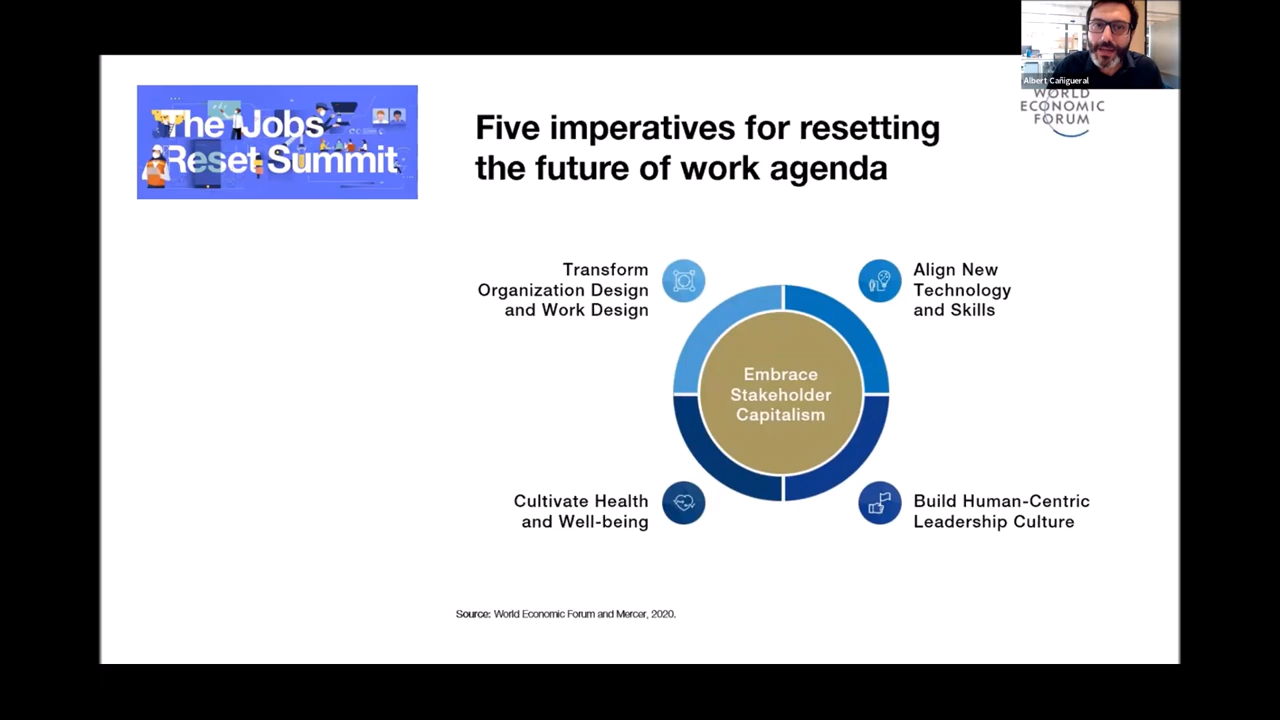 Albert Cañigueral
WORLD
ECONOMIC
FORUM
The Jobs
Reset Summit
Five imperatives for resetting
the future of work agenda
Transform
Organization Design
and Work Design
Align New
Technology
and Skills
Embrace
Stakeholder
Capitalism
Cultivate Health
and Well-being
Build Human-Centric
Leadership Culture
Source: World Economic Forum and Mercer, 2020.